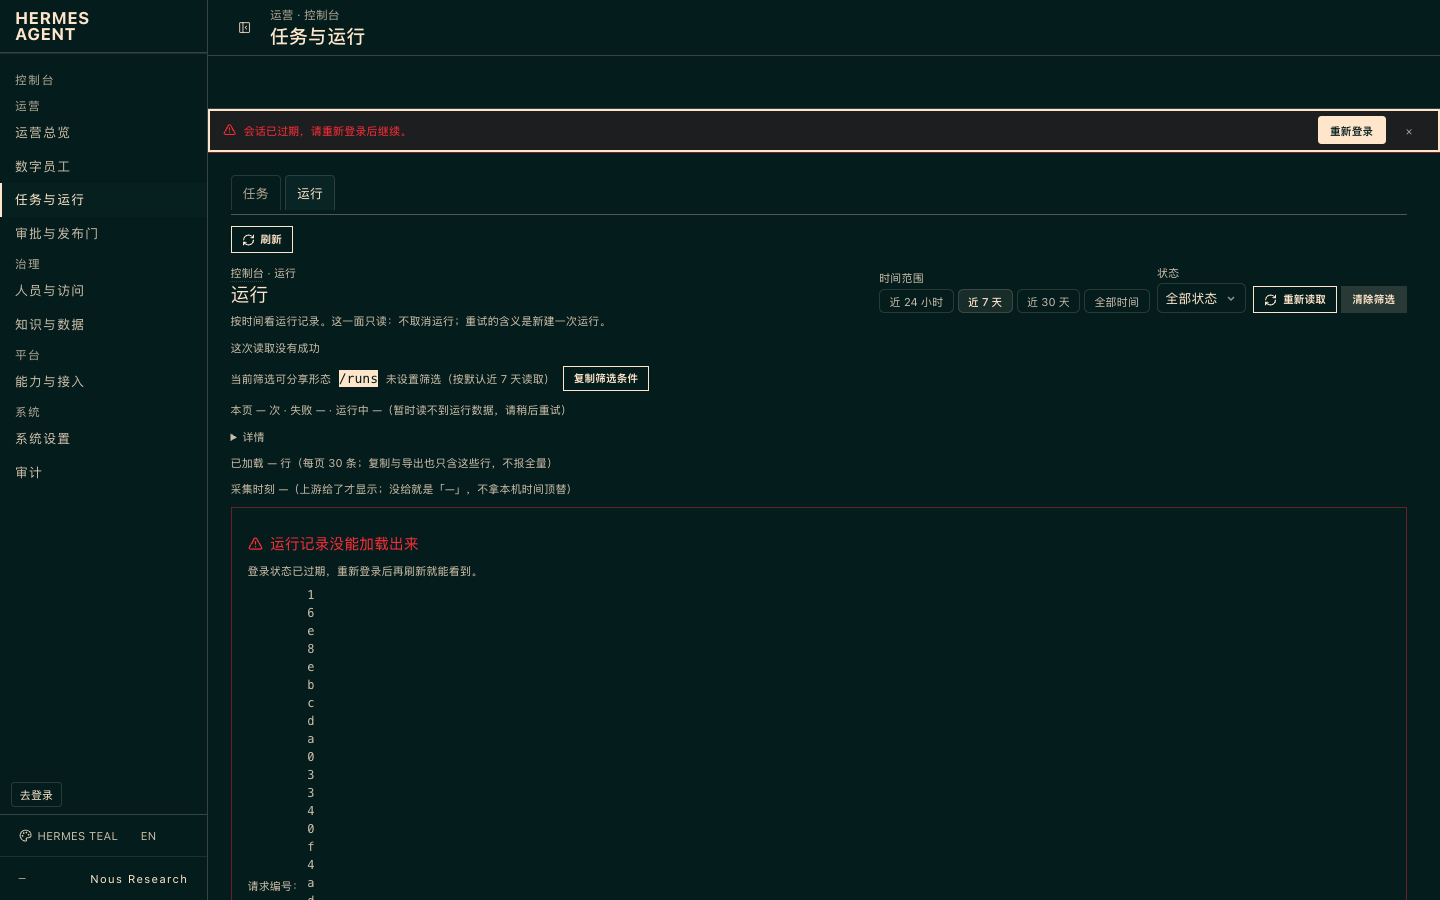 HERMES
AGENT
控制台
运营
运营总览
数字员工
任务与运行
审批与发布门
治理
人员与访问
知识与数据
平台
能力与接入
系统
系统设置
审计
去登录
HERMES TEAL
EN
—
Nous Research
运营 · 控制台
任务与运行
会话已过期，请重新登录后继续。
重新登录
×
任务
运行
刷新
控制台 · 运行
运行
按时间看运行记录。这一面只读：不取消运行；重试的含义是新建一次运行。
时间范围
近 24 小时
近 7 天
近 30 天
全部时间
状态
全部状态
重新读取
清除筛选
这次读取没有成功
当前筛选可分享形态 /runs 未设置筛选（按默认近 7 天读取） 复制筛选条件
本页 — 次 · 失败 — · 运行中 —（暂时读不到运行数据，请稍后重试）
▶ 详情
已加载 — 行（每页 30 条；复制与导出也只含这些行，不报全量）
采集时刻 —（上游给了才显示；没给就是「—」，不拿本机时间顶替）
运行记录没能加载出来
登录状态已过期，重新登录后再刷新就能看到。
请求编号：
1
6
e
8
e
b
c
d
a
0
3
3
4
0
f
4
a